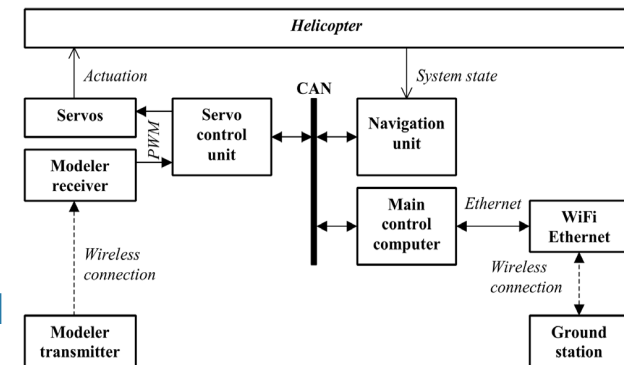 Helicopter
Actuation
System state
CAN
Servos
Servo
control
unit
Navigation
unit
PWM
Modeler
receiver
Main
control
computer
Ethernet
WiFi
Ethernet
Wireless
connection
Wireless
connection
Modeler
transmitter
Ground
station